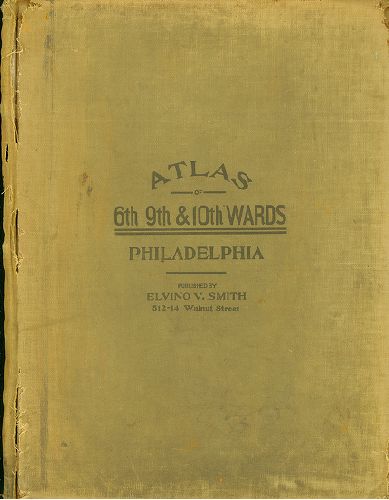 ATLAS
OF
6th 9th & 10th WARDS
PHILADELPHIA
PUBLISHED BY
ELVINO V. SMITH
512-14 Walnut Street